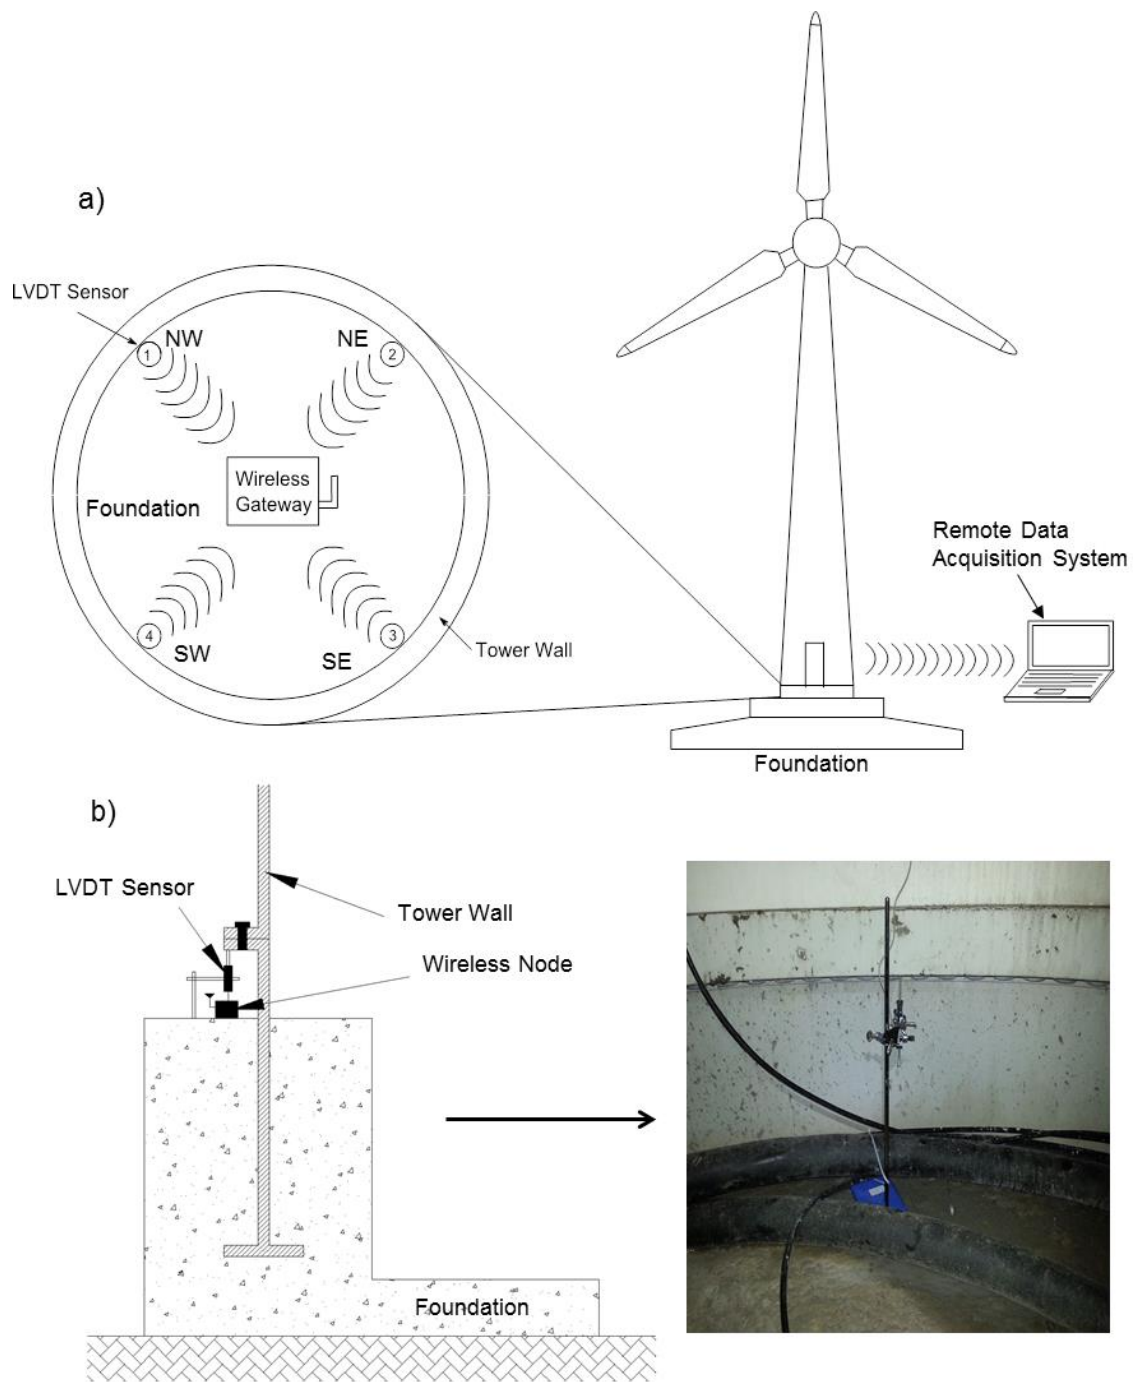 a)
LVDT Sensor
NW
NE
1
2
Wireless
Gateway
Foundation
4
3
SW
SE
Tower Wall
Remote Data
Acquisition System
Foundation
b)
LVDT Sensor
Tower Wall
Wireless Node
Foundation